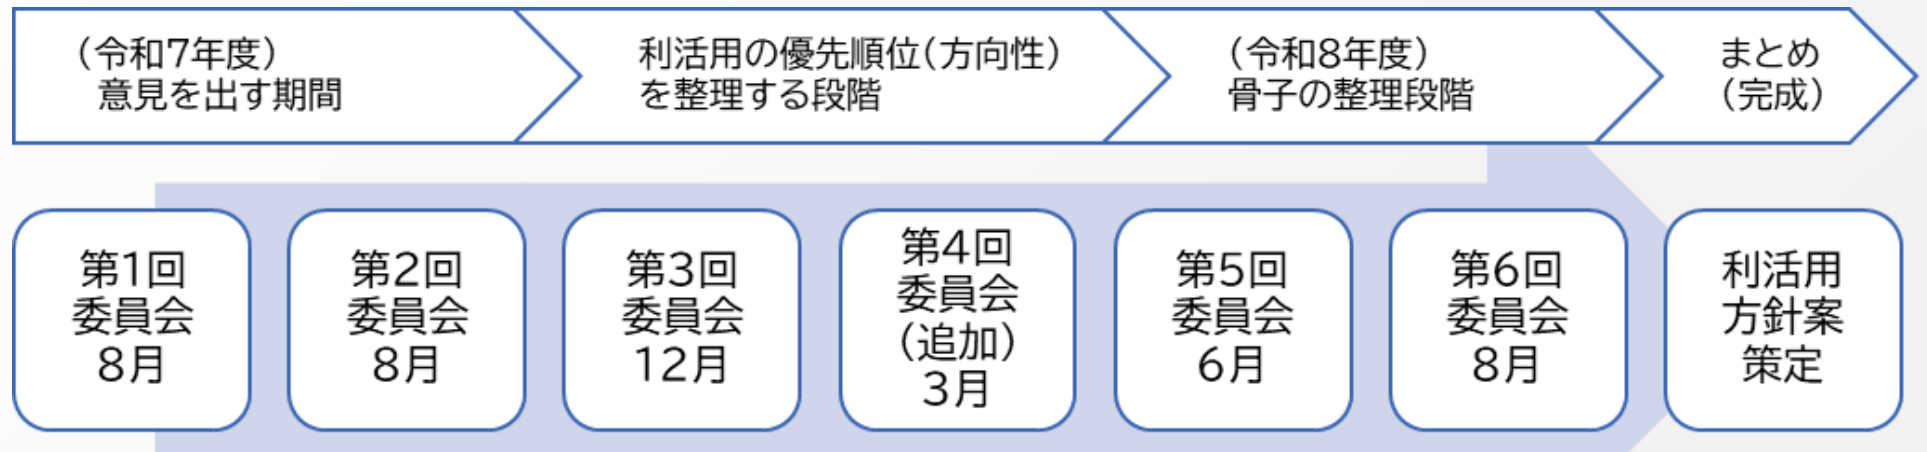 （令和7年度）
意見を出す期間
利活用の優先順位（方向性）
を整理する段階
（令和8年度）
骨子の整理段階
まとめ
（完成）
第1回
委員会
8月
第2回
委員会
8月
第3回
委員会
12月
第4回
委員会
（追加）
3月
第5回
委員会
6月
第6回
委員会
8月
利活用
方針案
策定